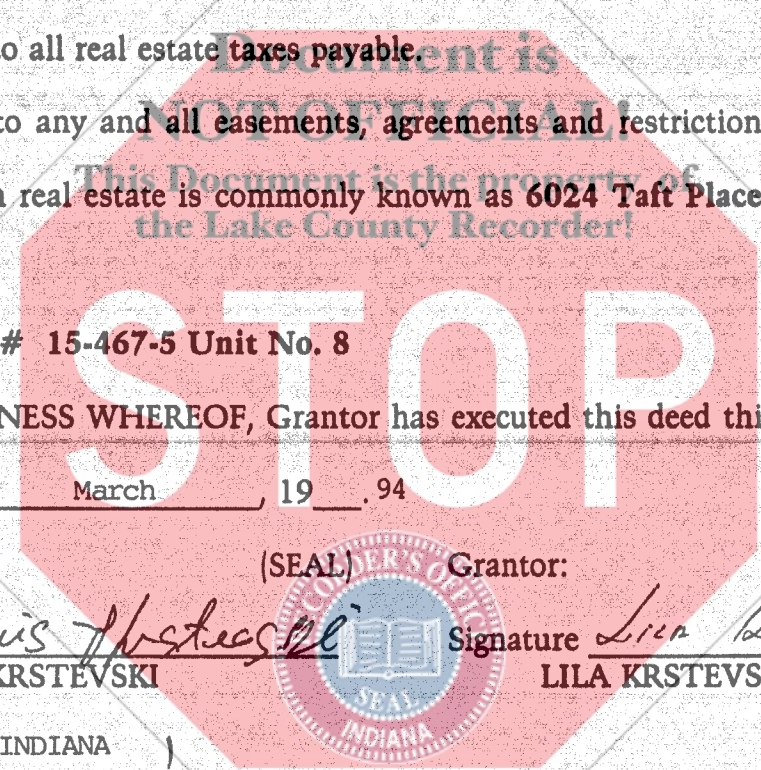 o all real estate taxes payable.
Document is
NOT OFFICIAL!
to any and all easements, agreements and restriction
This Document is the property of
real estate is commonly known as 6024 Taft Place
the Lake County Recorder!
STOP
# 15-467-5 Unit No. 8
NESS WHEREOF, Grantor has executed this deed thi
March , 19 . 94
(SEAL) Grantor:
RECORDER'S OFFICE
Signature
KRSTEVSKI LILA KRSTEVS
SEAL
INDIANA
INDIANA )